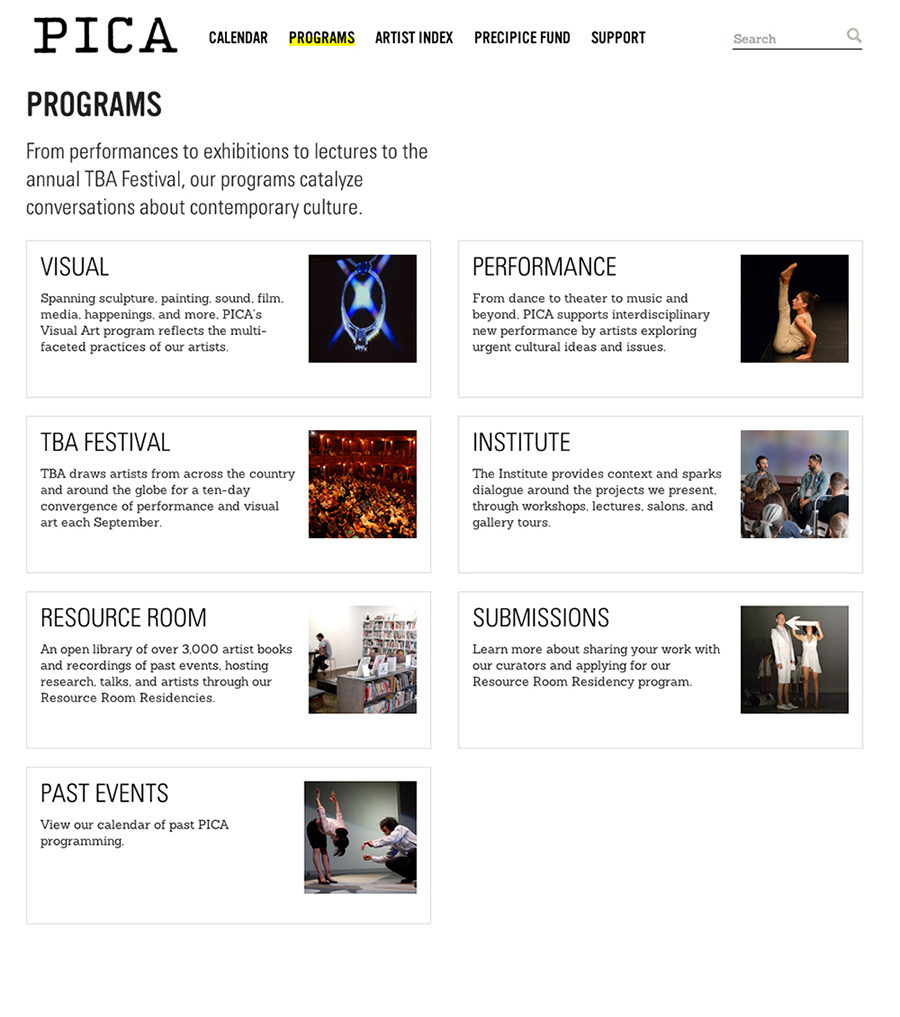 PICA
CALENDAR PROGRAMS ARTIST INDEX PRECIPICE FUND SUPPORT Search
PROGRAMS
From performances to exhibitions to lectures to the
annual TBA Festival, our programs catalyze
conversations about contemporary culture.
VISUAL
Spanning sculpture, painting, sound, film,
media, happenings, and more, PICA's
Visual Art program reflects the multi-
faceted practices of our artists.
PERFORMANCE
From dance to theater to music and
beyond, PICA supports interdisciplinary
new performance by artists exploring
urgent cultural ideas and issues.
TBA FESTIVAL
TBA draws artists from across the country
and around the globe for a ten-day
convergence of performance and visual
art each September.
INSTITUTE
The Institute provides context and sparks
dialogue around the projects we present,
through workshops, lectures, salons, and
gallery tours.
RESOURCE ROOM
An open library of over 3,000 artist books
and recordings of past events, hosting
research, talks, and artists through our
Resource Room Residencies.
SUBMISSIONS
Learn more about sharing your work with
our curators and applying for our
Resource Room Residency program.
PAST EVENTS
View our calendar of past PICA
programming.